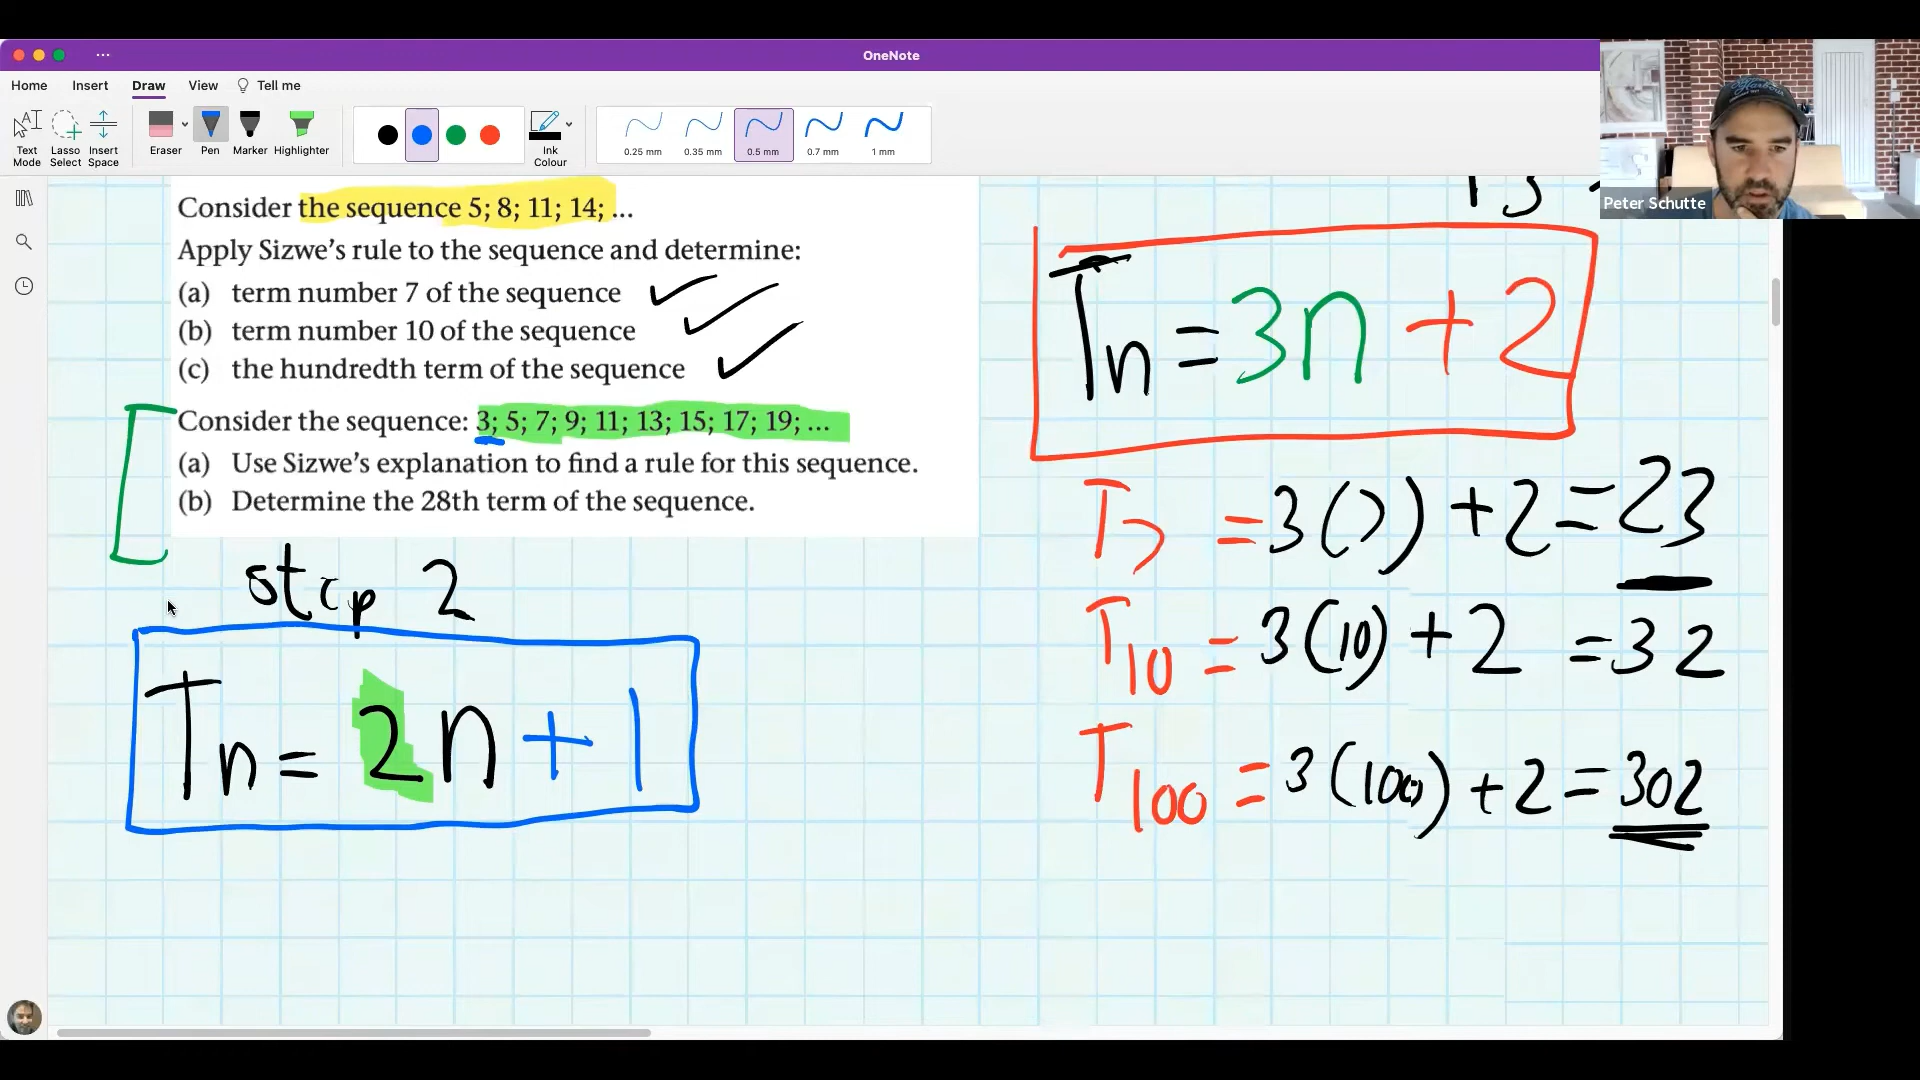 OneNote
Home Insert Draw View Tell me
Text Mode
Lasso Select
Insert Space
Eraser
Pen
Marker
Highlighter
Ink Colour
0.25 mm
0.35 mm
0.5 mm
0.7 mm
1 mm
Peter Schutte
Consider the sequence 5; 8; 11; 14; ...
Apply Sizwe's rule to the sequence and determine:
(a) term number 7 of the sequence
(b) term number 10 of the sequence
(c) the hundredth term of the sequence
Consider the sequence: 3; 5; 7; 9; 11; 13; 15; 17; 19; ...
(a) Use Sizwe's explanation to find a rule for this sequence.
(b) Determine the 28th term of the sequence.
step 2
Tn = 2n + 1
Tn = 3n + 2
T7 = 3(7) + 2 = 23
T10 = 3(10) + 2 = 32
T100 = 3(100) + 2 = 302